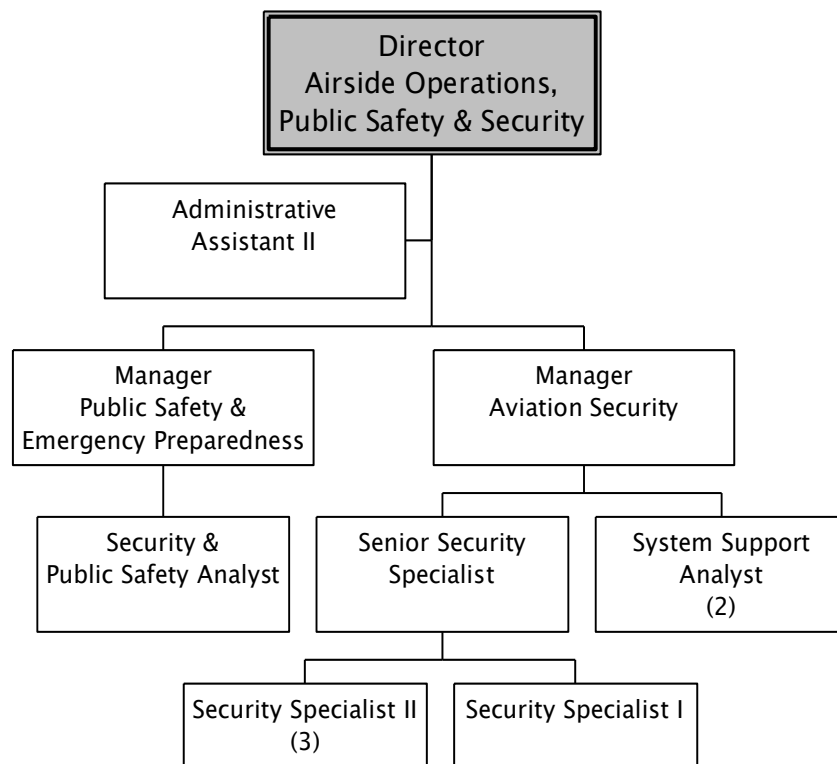 Director
Airside Operations,
Public Safety & Security
Administrative
Assistant II
Manager
Public Safety &
Emergency Preparedness
Manager
Aviation Security
Security &
Public Safety Analyst
Senior Security
Specialist
System Support
Analyst
(2)
Security Specialist II
(3)
Security Specialist I